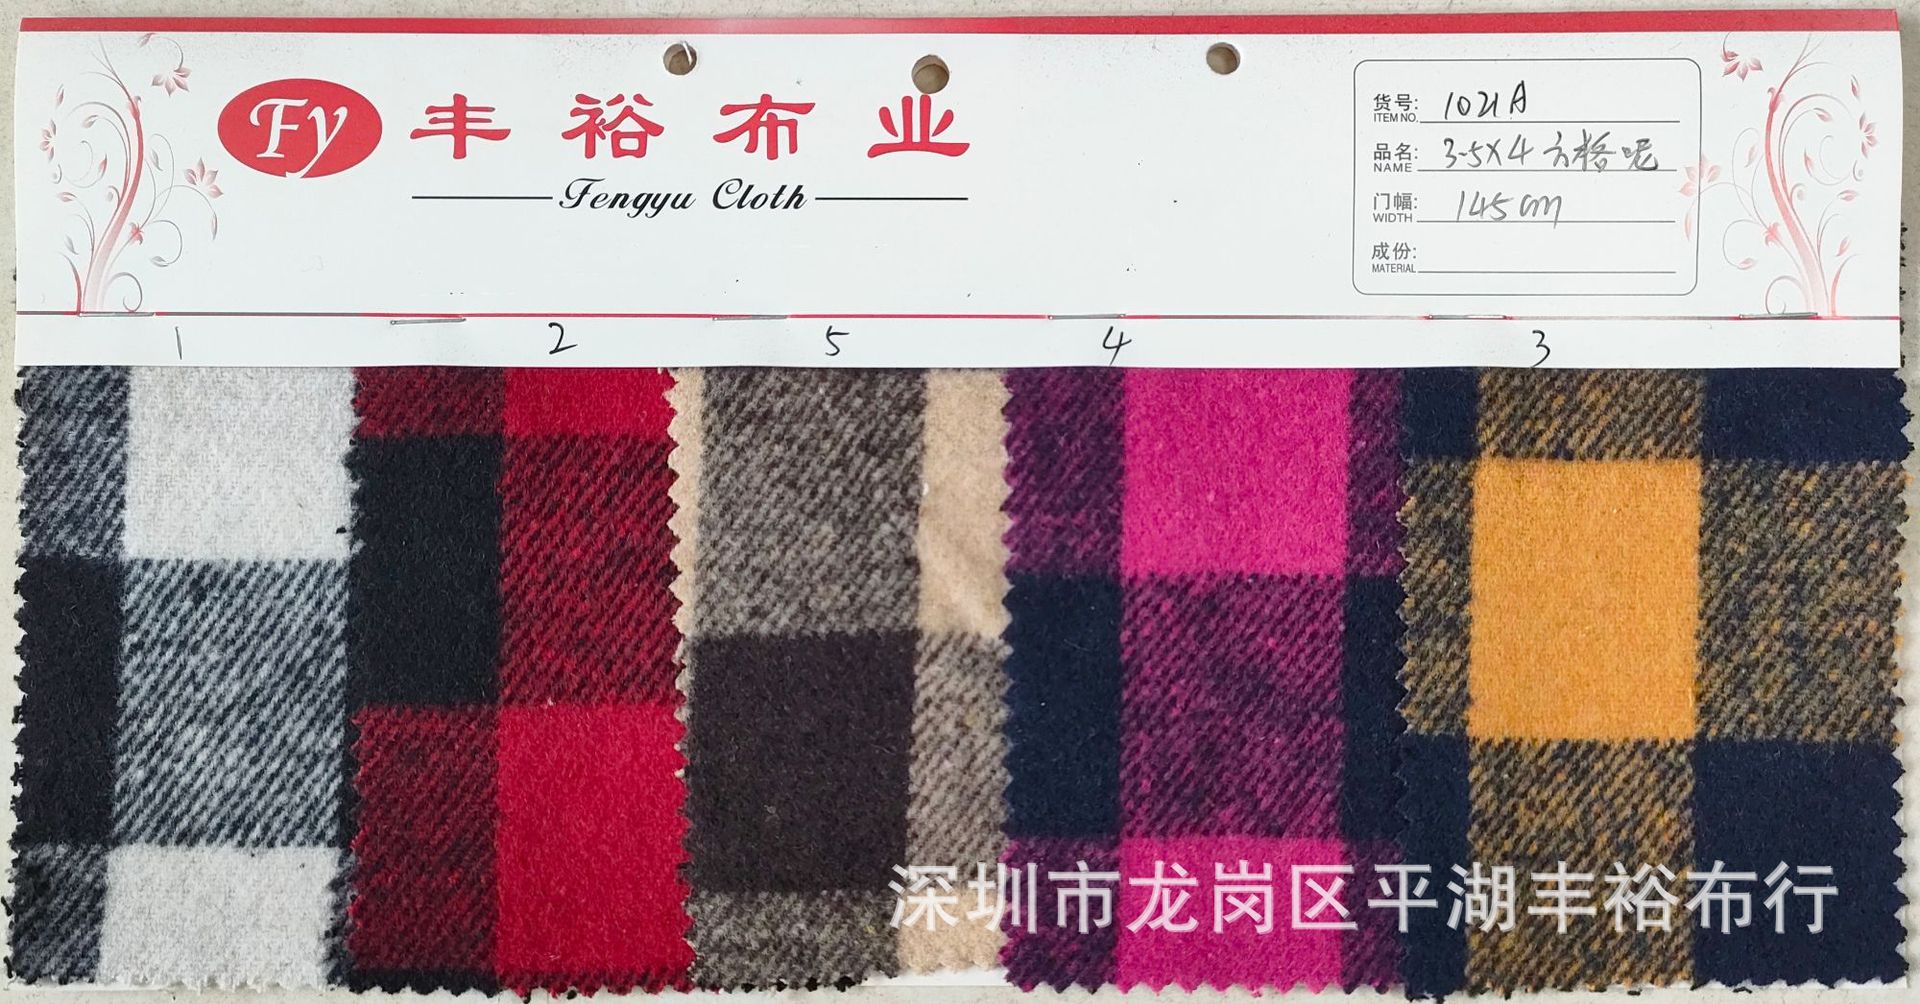 Fy 丰裕布业
Fengyu Cloth
货号: 1021A
ITEM NO.
品名: 3.5X4 方格呢
NAME
门幅: 145cm
WIDTH
成份:
MATERIAL
1 2 5 4 3
深圳市龙岗区平湖丰裕布行